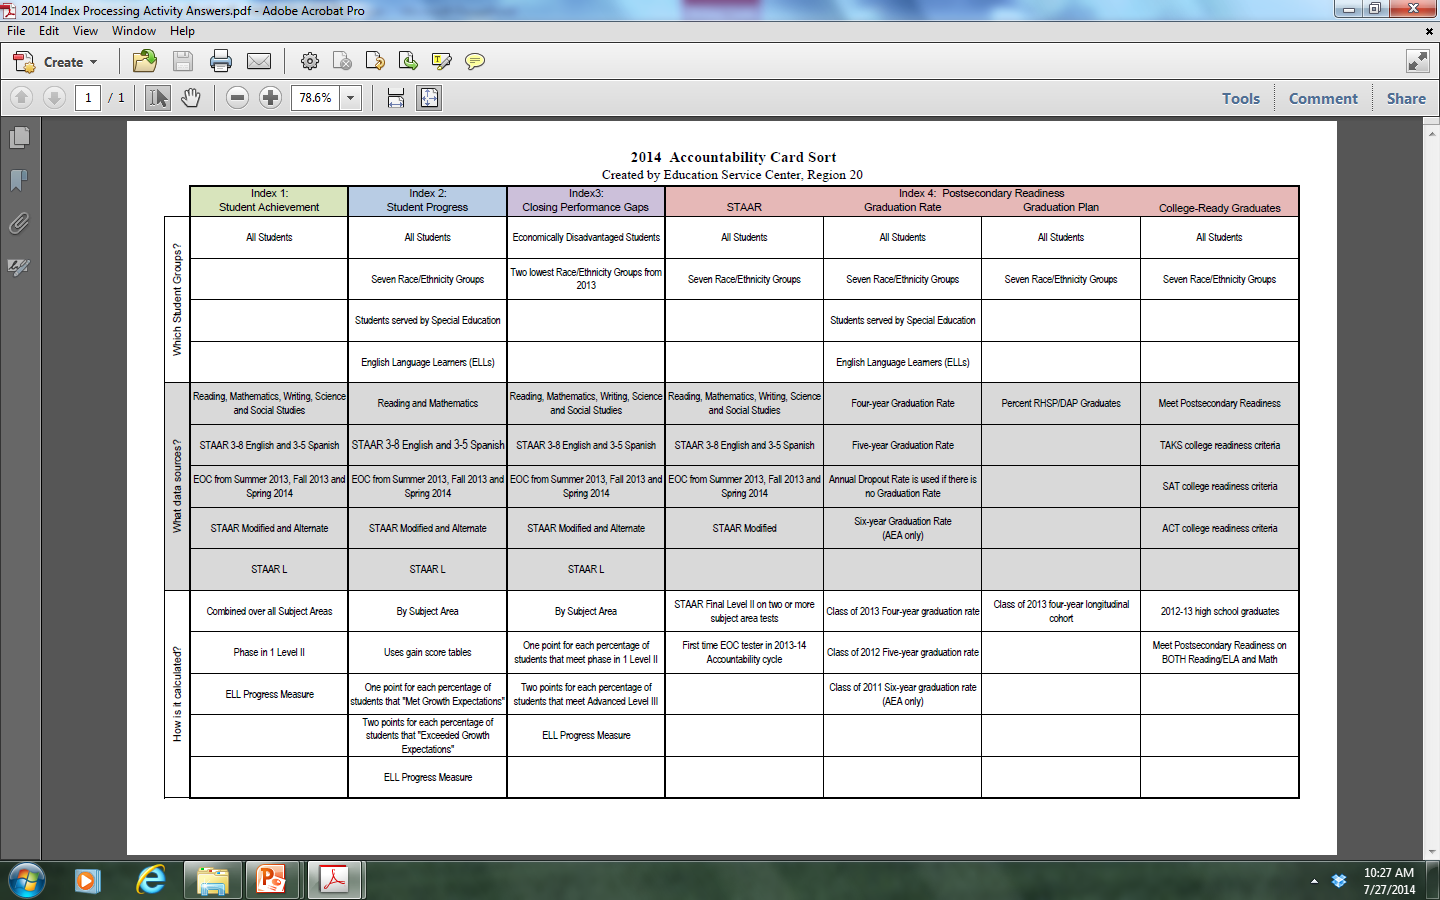 2014 Index Processing Activity Answers.pdf - Adobe Acrobat Pro
File Edit View Window Help
Create
1 / 1 78.6% Tools Comment Share
2014 Accountability Card Sort
Created by Education Service Center, Region 20
Index 1:
Student Achievement
Index 2:
Student Progress
Index3:
Closing Performance Gaps
Index 4: Postsecondary Readiness
STAAR
Graduation Rate
Graduation Plan
College-Ready Graduates
Which Student Groups?
All Students
All Students
Economically Disadvantaged Students
All Students
All Students
All Students
All Students
Seven Race/Ethnicity Groups
Two lowest Race/Ethnicity Groups from
2013
Seven Race/Ethnicity Groups
Seven Race/Ethnicity Groups
Seven Race/Ethnicity Groups
Seven Race/Ethnicity Groups
Students served by Special Education
Students served by Special Education
English Language Learners (ELLs)
English Language Learners (ELLs)
What data sources?
Reading, Mathematics, Writing, Science
and Social Studies
Reading and Mathematics
Reading, Mathematics, Writing, Science
and Social Studies
Reading, Mathematics, Writing, Science
and Social Studies
Four-year Graduation Rate
Percent RHSP/DAP Graduates
Meet Postsecondary Readiness
STAAR 3-8 English and 3-5 Spanish
STAAR 3-8 English and 3-5 Spanish
STAAR 3-8 English and 3-5 Spanish
STAAR 3-8 English and 3-5 Spanish
Five-year Graduation Rate
TAKS college readiness criteria
EOC from Summer 2013, Fall 2013 and
Spring 2014
EOC from Summer 2013, Fall 2013 and
Spring 2014
EOC from Summer 2013, Fall 2013 and
Spring 2014
EOC from Summer 2013, Fall 2013 and
Spring 2014
Annual Dropout Rate is used if there is
no Graduation Rate
SAT college readiness criteria
STAAR Modified and Alternate
STAAR Modified and Alternate
STAAR Modified and Alternate
STAAR Modified
Six-year Graduation Rate
(AEA only)
ACT college readiness criteria
STAAR L
STAAR L
STAAR L
How is it calculated?
Combined over all Subject Areas
By Subject Area
By Subject Area
STAAR Final Level II on two or more
subject area tests
Class of 2013 Four-year graduation rate
Class of 2013 four-year longitudinal
cohort
2012-13 high school graduates
Phase in 1 Level II
Uses gain score tables
One point for each percentage of
students that meet phase in 1 Level II
First time EOC tester in 2013-14
Accountability cycle
Class of 2012 Five-year graduation rate
Meet Postsecondary Readiness on
BOTH Reading/ELA and Math
ELL Progress Measure
One point for each percentage of
students that "Met Growth Expectations"
Two points for each percentage of
students that meet Advanced Level III
Class of 2011 Six-year graduation rate
(AEA only)
Two points for each percentage of
students that "Exceeded Growth
Expectations"
ELL Progress Measure
ELL Progress Measure
10:27 AM
7/27/2014